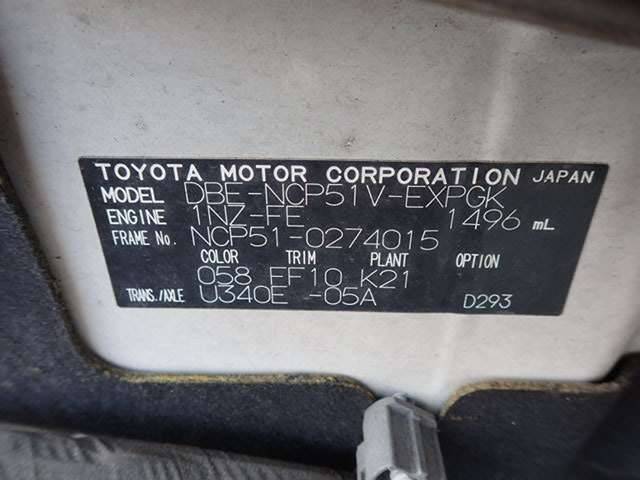 TOYOTA MOTOR CORPORATION JAPAN
MODEL DBE-NCP51V-EXPGK
ENGINE 1NZ-FE 1496 mL
FRAME No. NCP51-0274015
COLOR TRIM PLANT OPTION
058 FF10 K21
TRANS./AXLE U340E -05A D293